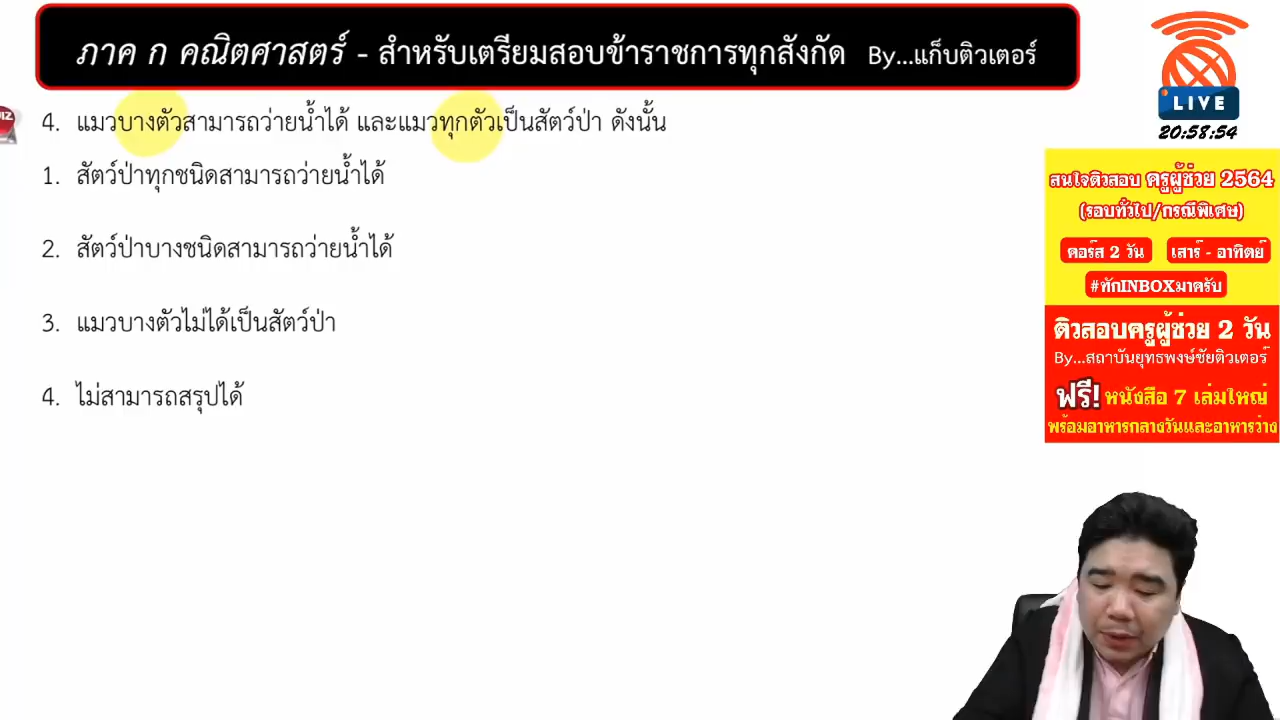 ภาค ก คณิตศาสตร์ - สำหรับเตรียมสอบข้าราชการทุกสังกัด By...แก็บติวเตอร์
LIVE
20:58:54
4. แมวบางตัวสามารถว่ายน้ำได้ และแมวทุกตัวเป็นสัตว์ป่า ดังนั้น
1. สัตว์ป่าทุกชนิดสามารถว่ายน้ำได้
2. สัตว์ป่าบางชนิดสามารถว่ายน้ำได้
3. แมวบางตัวไม่ได้เป็นสัตว์ป่า
4. ไม่สามารถสรุปได้
สนใจติวสอบ ครูผู้ช่วย 2564
(รอบทั่วไป/กรณีพิเศษ)
คอร์ส 2 วัน เสาร์ - อาทิตย์
#ทักINBOXมาครับ
ติวสอบครูผู้ช่วย 2 วัน
By...สถาบันยุทธพงษ์ชัยติวเตอร์
ฟรี! หนังสือ 7 เล่มใหญ่
พร้อมอาหารกลางวันและอาหารว่าง